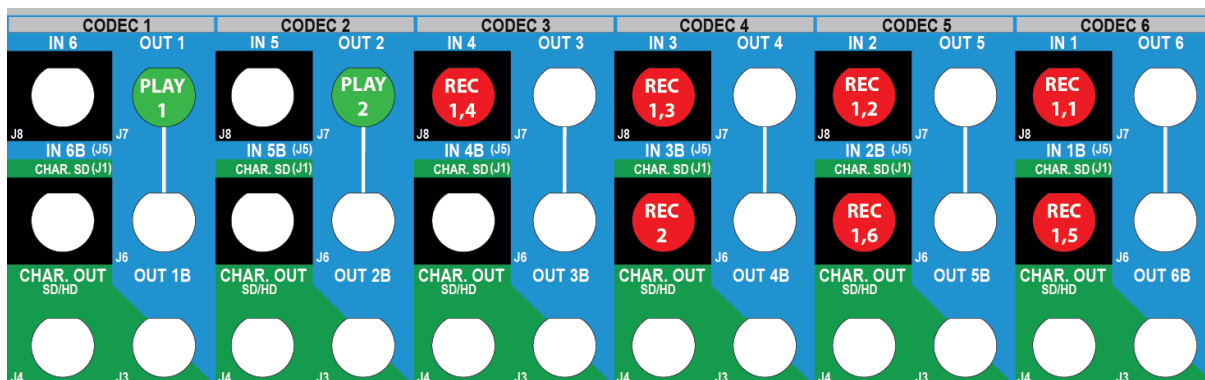 CODEC 1 CODEC 2 CODEC 3 CODEC 4 CODEC 5 CODEC 6
IN 6 OUT 1 IN 5 OUT 2 IN 4 OUT 3 IN 3 OUT 4 IN 2 OUT 5 IN 1 OUT 6
PLAY PLAY REC REC REC REC
1 2 1,4 1,3 1,2 1,1
J8 J7 J8 J7 J8 J7 J8 J7 J8 J7 J8 J7
IN 6B (J5) IN 5B (J5) IN 4B (J5) IN 3B (J5) IN 2B (J5) IN 1B (J5)
CHAR. SD (J1) CHAR. SD (J1) CHAR. SD (J1) CHAR. SD (J1) CHAR. SD (J1) CHAR. SD (J1)
REC REC REC
2 1,6 1,5
J6 J6 J6 J6 J6 J6
CHAR. OUT OUT 1B CHAR. OUT OUT 2B CHAR. OUT OUT 3B CHAR. OUT OUT 4B CHAR. OUT OUT 5B CHAR. OUT OUT 6B
SD/HD SD/HD SD/HD SD/HD SD/HD SD/HD
J4 J3 J4 J3 J4 J3 J4 J3 J4 J3 J4 J3